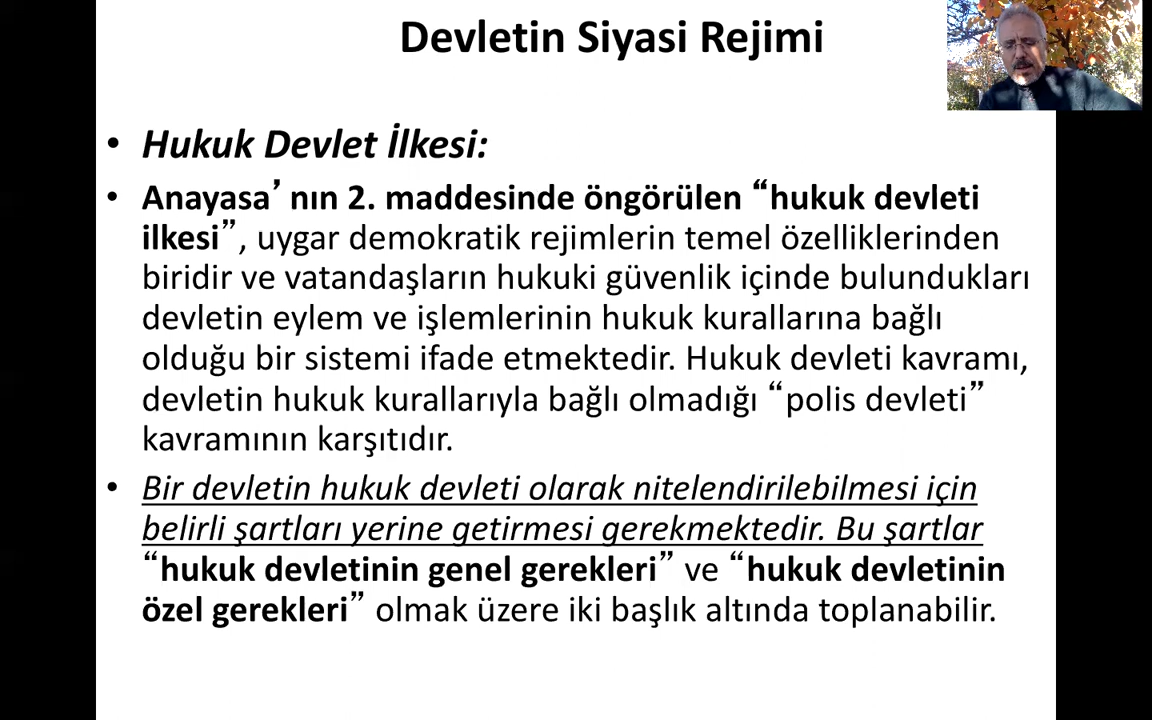 Devletin Siyasi Rejimi
• Hukuk Devlet İlkesi:
• Anayasa’ nın 2. maddesinde öngörülen “hukuk devleti
ilkesi”, uygar demokratik rejimlerin temel özelliklerinden
biridir ve vatandaşların hukuki güvenlik içinde bulundukları
devletin eylem ve işlemlerinin hukuk kurallarına bağlı
olduğu bir sistemi ifade etmektedir. Hukuk devleti kavramı,
devletin hukuk kurallarıyla bağlı olmadığı “polis devleti”
kavramının karşıtıdır.
• Bir devletin hukuk devleti olarak nitelendirilebilmesi için
belirli şartları yerine getirmesi gerekmektedir. Bu şartlar
“hukuk devletinin genel gerekleri” ve “hukuk devletinin
özel gerekleri” olmak üzere iki başlık altında toplanabilir.